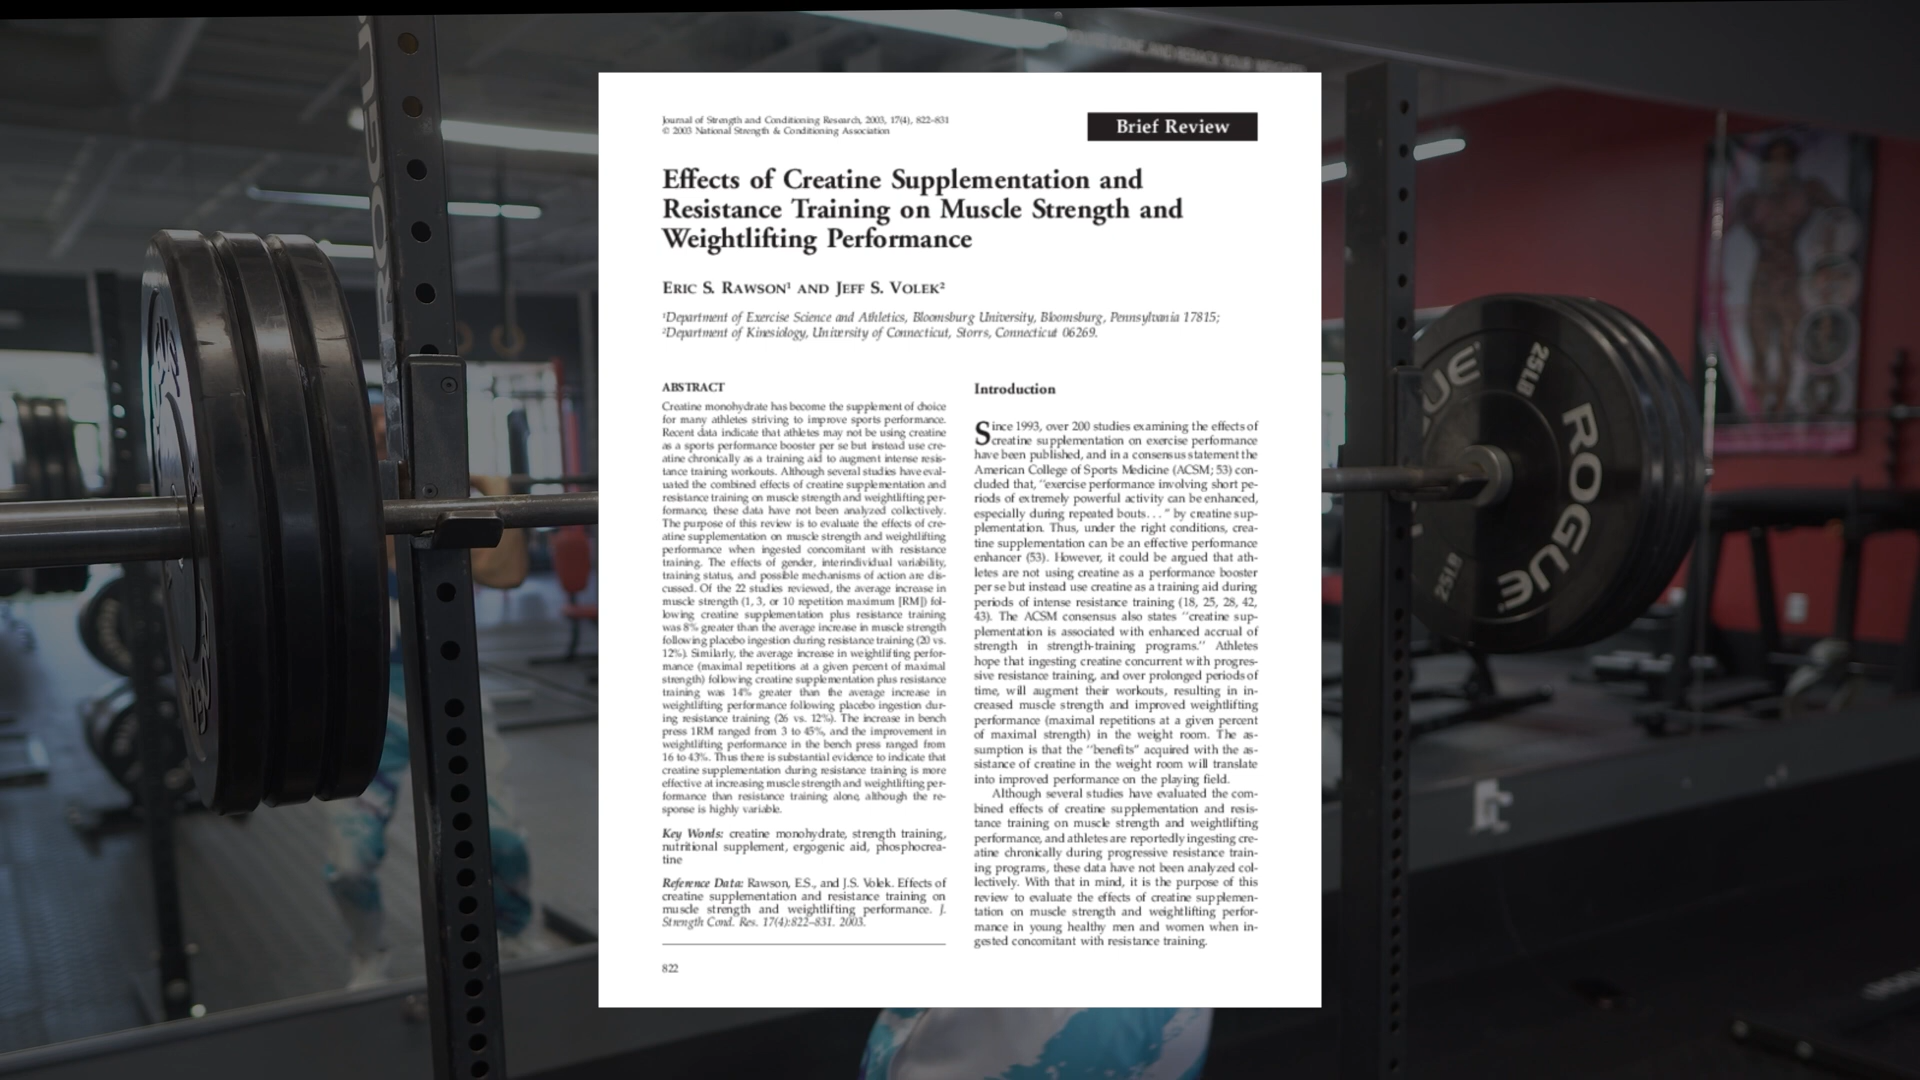 Journal of Strength and Conditioning Research, 2003, 17(4), 822–831
© 2003 National Strength & Conditioning Association
Brief Review
Effects of Creatine Supplementation and
Resistance Training on Muscle Strength and
Weightlifting Performance
ERIC S. RAWSON¹ AND JEFF S. VOLEK²
¹Department of Exercise Science and Athletics, Bloomsburg University, Bloomsburg, Pennsylvania 17815;
²Department of Kinesiology, University of Connecticut, Storrs, Connecticut 06269.
ABSTRACT
Creatine monohydrate has become the supplement of choice
for many athletes striving to improve sports performance.
Recent data indicate that athletes may not be using creatine
as a sports performance booster per se but instead use cre-
atine chronically as a training aid to augment intense resis-
tance training workouts. Although several studies have eval-
uated the combined effects of creatine supplementation and
resistance training on muscle strength and weightlifting per-
formance, these data have not been analyzed collectively.
The purpose of this review is to evaluate the effects of cre-
atine supplementation on muscle strength and weightlifting
performance when ingested concomitant with resistance
training. The effects of gender, interindividual variability,
training status, and possible mechanisms of action are dis-
cussed. Of the 22 studies reviewed, the average increase in
muscle strength (1, 3, or 10 repetition maximum [RM]) fol-
lowing creatine supplementation plus resistance training
was 8% greater than the average increase in muscle strength
following placebo ingestion during resistance training (20 vs.
12%). Similarly, the average increase in weightlifting perfor-
mance (maximal repetitions at a given percent of maximal
strength) following creatine supplementation plus resistance
training was 14% greater than the average increase in
weightlifting performance following placebo ingestion dur-
ing resistance training (26 vs. 12%). The increase in bench
press 1RM ranged from 3 to 45%, and the improvement in
weightlifting performance in the bench press ranged from
16 to 43%. Thus there is substantial evidence to indicate that
creatine supplementation during resistance training is more
effective at increasing muscle strength and weightlifting per-
formance than resistance training alone, although the re-
sponse is highly variable.
Key Words: creatine monohydrate, strength training,
nutritional supplement, ergogenic aid, phosphocrea-
tine
Reference Data: Rawson, E.S., and J.S. Volek. Effects of
creatine supplementation and resistance training on
muscle strength and weightlifting performance. J.
Strength Cond. Res. 17(4):822–831. 2003.
822
Introduction
Since 1993, over 200 studies examining the effects of
creatine supplementation on exercise performance
have been published, and in a consensus statement the
American College of Sports Medicine (ACSM; 53) con-
cluded that, "exercise performance involving short pe-
riods of extremely powerful activity can be enhanced,
especially during repeated bouts. . ." by creatine sup-
plementation. Thus, under the right conditions, crea-
tine supplementation can be an effective performance
enhancer (53). However, it could be argued that ath-
letes are not using creatine as a performance booster
per se but instead use creatine as a training aid during
periods of intense resistance training (18, 25, 28, 42,
43). The ACSM consensus also states "creatine sup-
plementation is associated with enhanced accrual of
strength in strength-training programs." Athletes
hope that ingesting creatine concurrent with progres-
sive resistance training, and over prolonged periods of
time, will augment their workouts, resulting in in-
creased muscle strength and improved weightlifting
performance (maximal repetitions at a given percent
of maximal strength) in the weight room. The as-
sumption is that the "benefits" acquired with the as-
sistance of creatine in the weight room will translate
into improved performance on the playing field.
Although several studies have evaluated the com-
bined effects of creatine supplementation and resis-
tance training on muscle strength and weightlifting
performance, and athletes are reportedly ingesting cre-
atine chronically during progressive resistance train-
ing programs, these data have not been analyzed col-
lectively. With that in mind, it is the purpose of this
review to evaluate the effects of creatine supplemen-
tation on muscle strength and weightlifting perfor-
mance in young healthy men and women when in-
gested concomitant with resistance training.
25LB
ROGUE
25LB
ROGUE